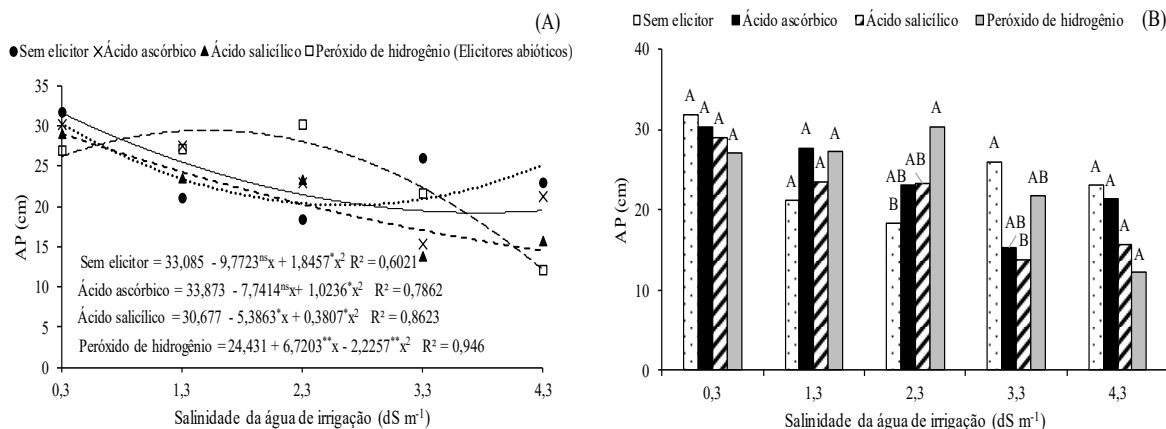 (A)
Sem elicitor Ácido ascórbico Ácido salicílico Peróxido de hidrogênio (Elicitores abióticos)
35
30
25
20
15
10
5
0
AP (cm)
Sem elicitor = 33,085 - 9,7723ⁿˢx + 1,8457*x² R² = 0,6021
Ácido ascórbico = 33,873 - 7,7414ⁿˢx+ 1,0236*x² R² = 0,7862
Ácido salicílico = 30,677 - 5,3863*x + 0,3807*x² R² = 0,8623
Peróxido de hidrogênio = 24,431 + 6,7203**x - 2,2257**x² R² = 0,946
0,3 1,3 2,3 3,3 4,3
Salinidade da água de irrigação (dS m⁻¹)
Sem elicitor Ácido ascórbico Ácido salicílico Peróxido de hidrogênio
(B)
40
30
20
10
0
AP (cm)
A A A A
A A A A
B AB AB A
A AB B AB
A A A A
0,3 1,3 2,3 3,3 4,3
Salinidade da água de irrigação (dS m⁻¹)